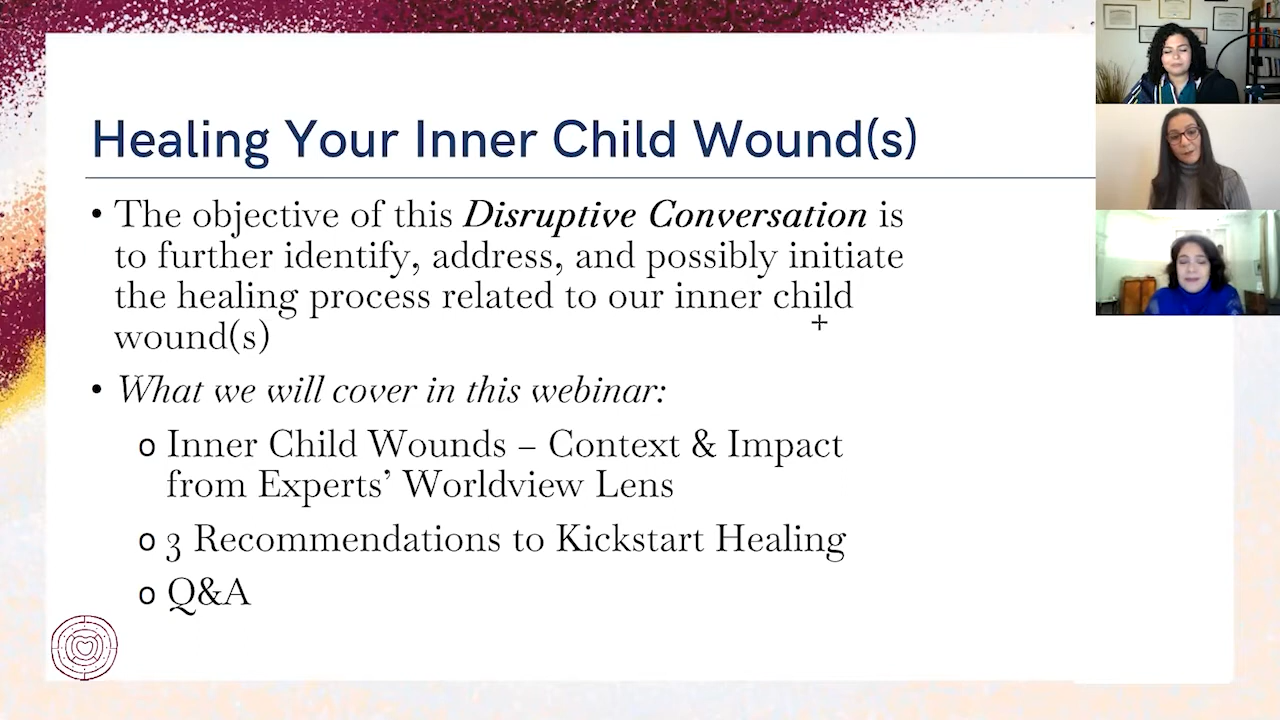 Healing Your Inner Child Wound(s)
• The objective of this Disruptive Conversation is
to further identify, address, and possibly initiate
the healing process related to our inner child
wound(s)
• What we will cover in this webinar:
o Inner Child Wounds – Context & Impact
from Experts’ Worldview Lens
o 3 Recommendations to Kickstart Healing
o Q&A